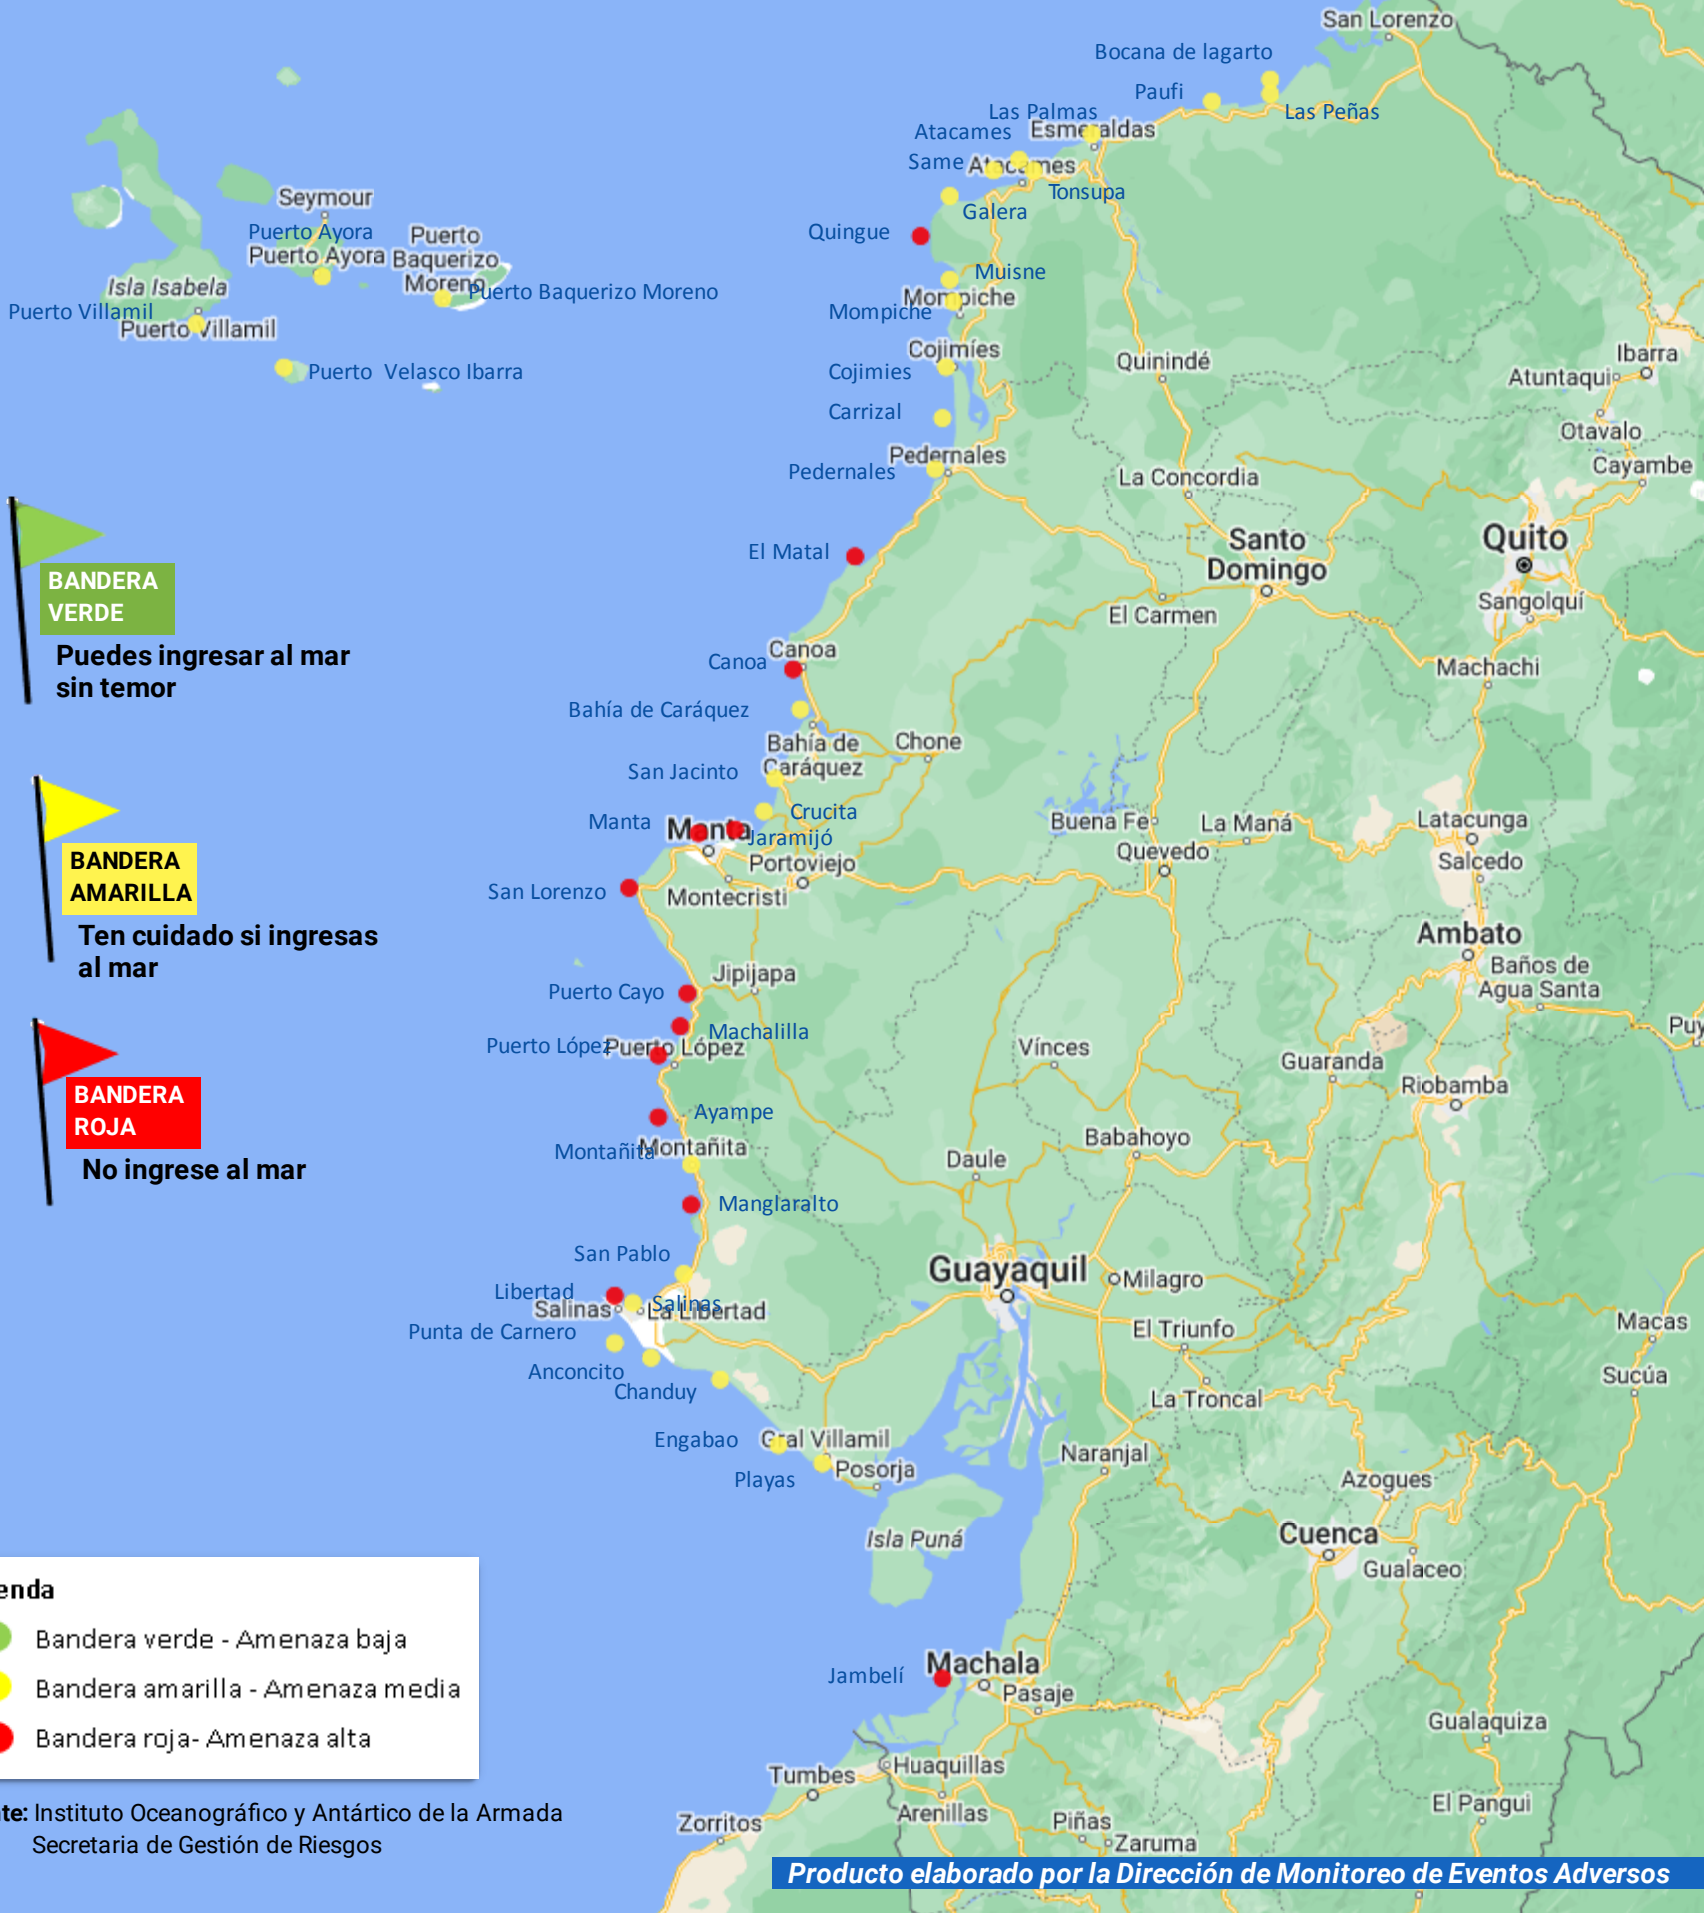 San Lorenzo
Bocana de lagarto
Paufi
Las Palmas
Las Peñas
Atacames
Esmeraldas
Same
Atacames
Tonsupa
Galera
Quingue
Muisne
Mompiche
Mompiche
Cojimíes
Cojimies
Carrizal
Pedernales
Pedernales
El Matal
Canoa
Canoa
Bahía de Caráquez
Bahía de
Caráquez
San Jacinto
Crucita
Manta
Manta
Jaramijó
Portoviejo
San Lorenzo
Montecristi
Jipijapa
Puerto Cayo
Machalilla
Puerto López
Puerto López
Ayampe
Montañita
Montañita
Manglaralto
San Pablo
Libertad
Salinas
Salinas
La Libertad
Punta de Carnero
Anconcito
Chanduy
Engabao
Gral Villamil
Playas
Posorja
Isla Puná
Jambelí
Machala
Pasaje
Huaquillas
Tumbes
Arenillas
Zorritos
Piñas
Zaruma
Seymour
Puerto Ayora
Puerto Ayora
Puerto
Baquerizo
Moreno
Puerto Baquerizo Moreno
Isla Isabela
Puerto Villamil
Puerto Villamil
Puerto Velasco Ibarra
Quinindé
Ibarra
Atuntaqui
Otavalo
Cayambe
La Concordia
Santo
Domingo
Quito
Sangolquí
El Carmen
Machachi
Chone
Buena Fe
La Maná
Latacunga
Quevedo
Salcedo
Ambato
Baños de
Agua Santa
Puy
Vínces
Guaranda
Riobamba
Babahoyo
Daule
Guayaquil
Milagro
El Triunfo
Macas
Sucúa
La Troncal
Naranjal
Azogues
Cuenca
Gualaceo
Gualaquiza
El Pangui
BANDERA
VERDE
Puedes ingresar al mar
sin temor
BANDERA
AMARILLA
Ten cuidado si ingresas
al mar
BANDERA
ROJA
No ingrese al mar
enda
Bandera verde - Amenaza baja
Bandera amarilla - Amenaza media
Bandera roja- Amenaza alta
te: Instituto Oceanográfico y Antártico de la Armada
Secretaria de Gestión de Riesgos
Producto elaborado por la Dirección de Monitoreo de Eventos Adversos